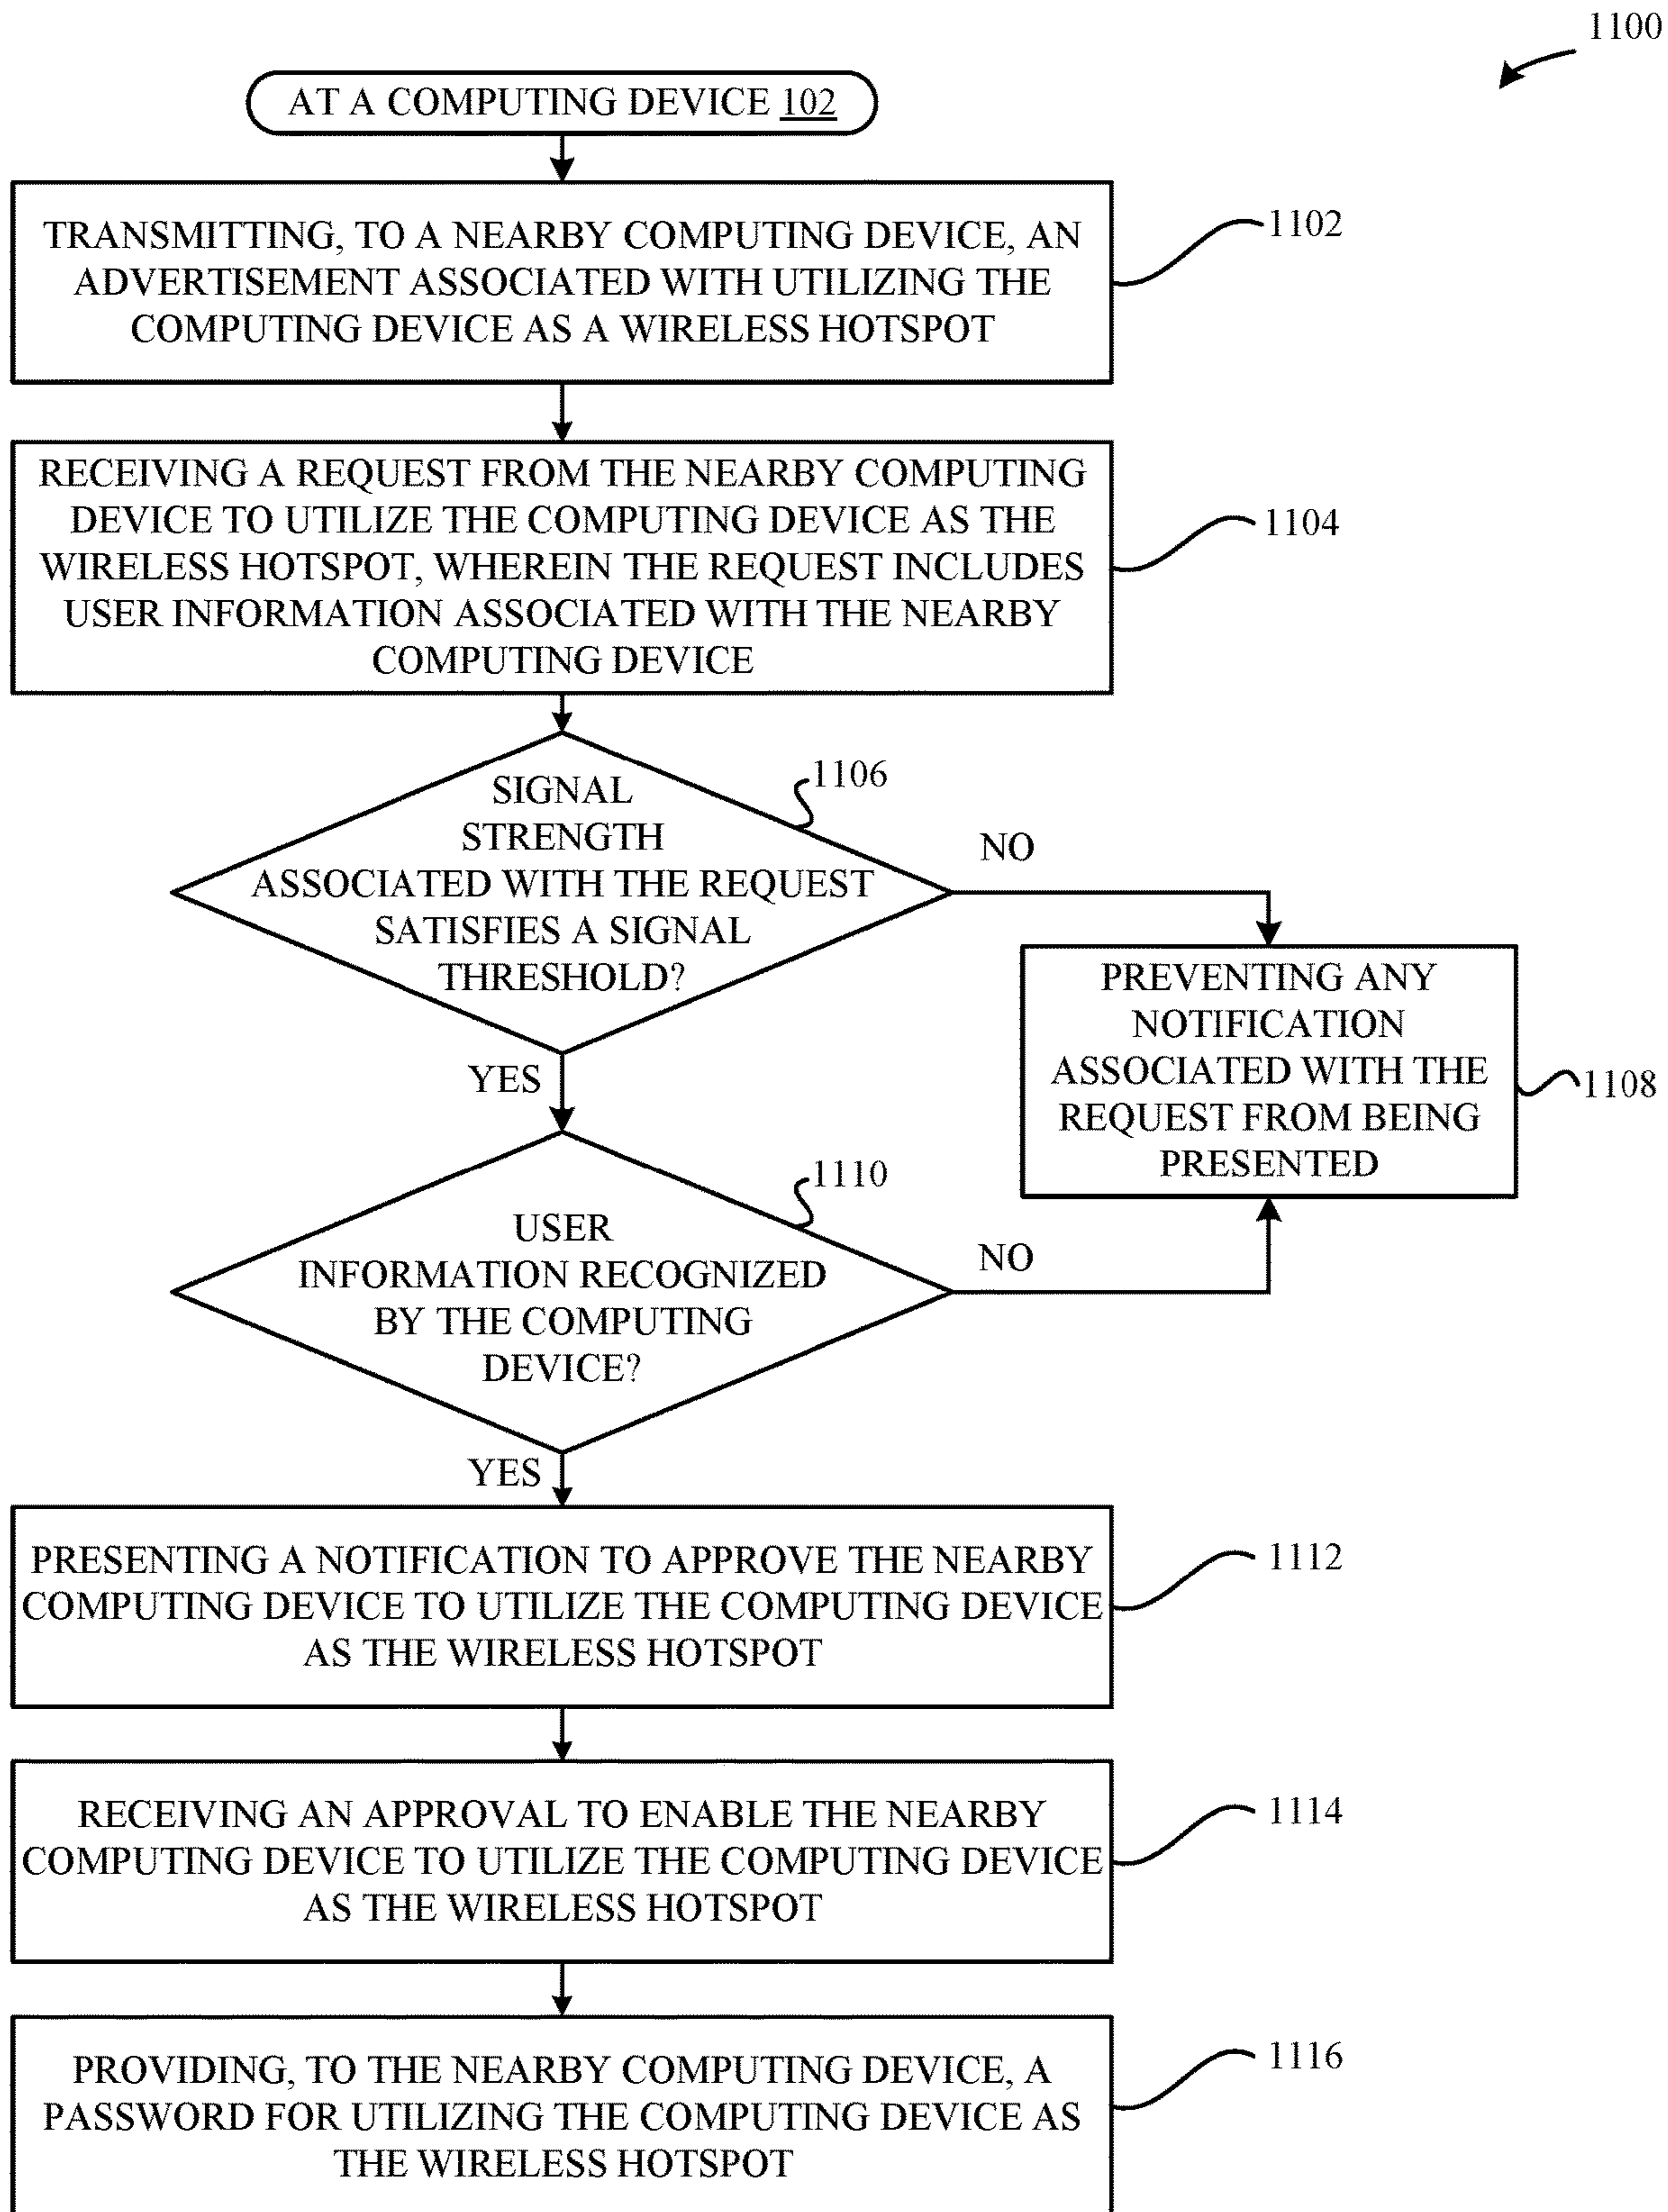 1100
AT A COMPUTING DEVICE 102
TRANSMITTING, TO A NEARBY COMPUTING DEVICE, AN
ADVERTISEMENT ASSOCIATED WITH UTILIZING THE
COMPUTING DEVICE AS A WIRELESS HOTSPOT
1102
RECEIVING A REQUEST FROM THE NEARBY COMPUTING
DEVICE TO UTILIZE THE COMPUTING DEVICE AS THE
WIRELESS HOTSPOT, WHEREIN THE REQUEST INCLUDES
USER INFORMATION ASSOCIATED WITH THE NEARBY
COMPUTING DEVICE
1104
SIGNAL
STRENGTH
ASSOCIATED WITH THE REQUEST
SATISFIES A SIGNAL
THRESHOLD?
1106
NO
YES
PREVENTING ANY
NOTIFICATION
ASSOCIATED WITH THE
REQUEST FROM BEING
PRESENTED
1108
USER
INFORMATION RECOGNIZED
BY THE COMPUTING
DEVICE?
1110
NO
YES
PRESENTING A NOTIFICATION TO APPROVE THE NEARBY
COMPUTING DEVICE TO UTILIZE THE COMPUTING DEVICE
AS THE WIRELESS HOTSPOT
1112
RECEIVING AN APPROVAL TO ENABLE THE NEARBY
COMPUTING DEVICE TO UTILIZE THE COMPUTING DEVICE
AS THE WIRELESS HOTSPOT
1114
PROVIDING, TO THE NEARBY COMPUTING DEVICE, A
PASSWORD FOR UTILIZING THE COMPUTING DEVICE AS
THE WIRELESS HOTSPOT
1116